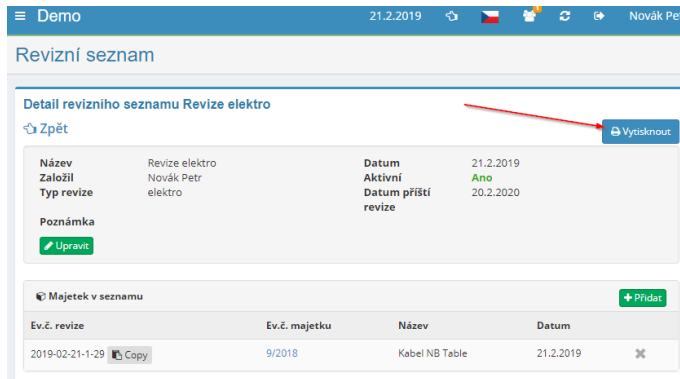 Demo 21.2.2019 1 Novák Pe
Revizní seznam
Detail revizního seznamu Revize elektro
Zpět
Vytisknout
Název Revize elektro Datum 21.2.2019
Založil Novák Petr Aktivní Ano
Typ revize elektro Datum příští 20.2.2020
revize
Poznámka
Upravit
Majetek v seznamu Přidat
Ev.č. revize Ev.č. majetku Název Datum
2019-02-21-1-29 Copy 9/2018 Kabel NB Table 21.2.2019